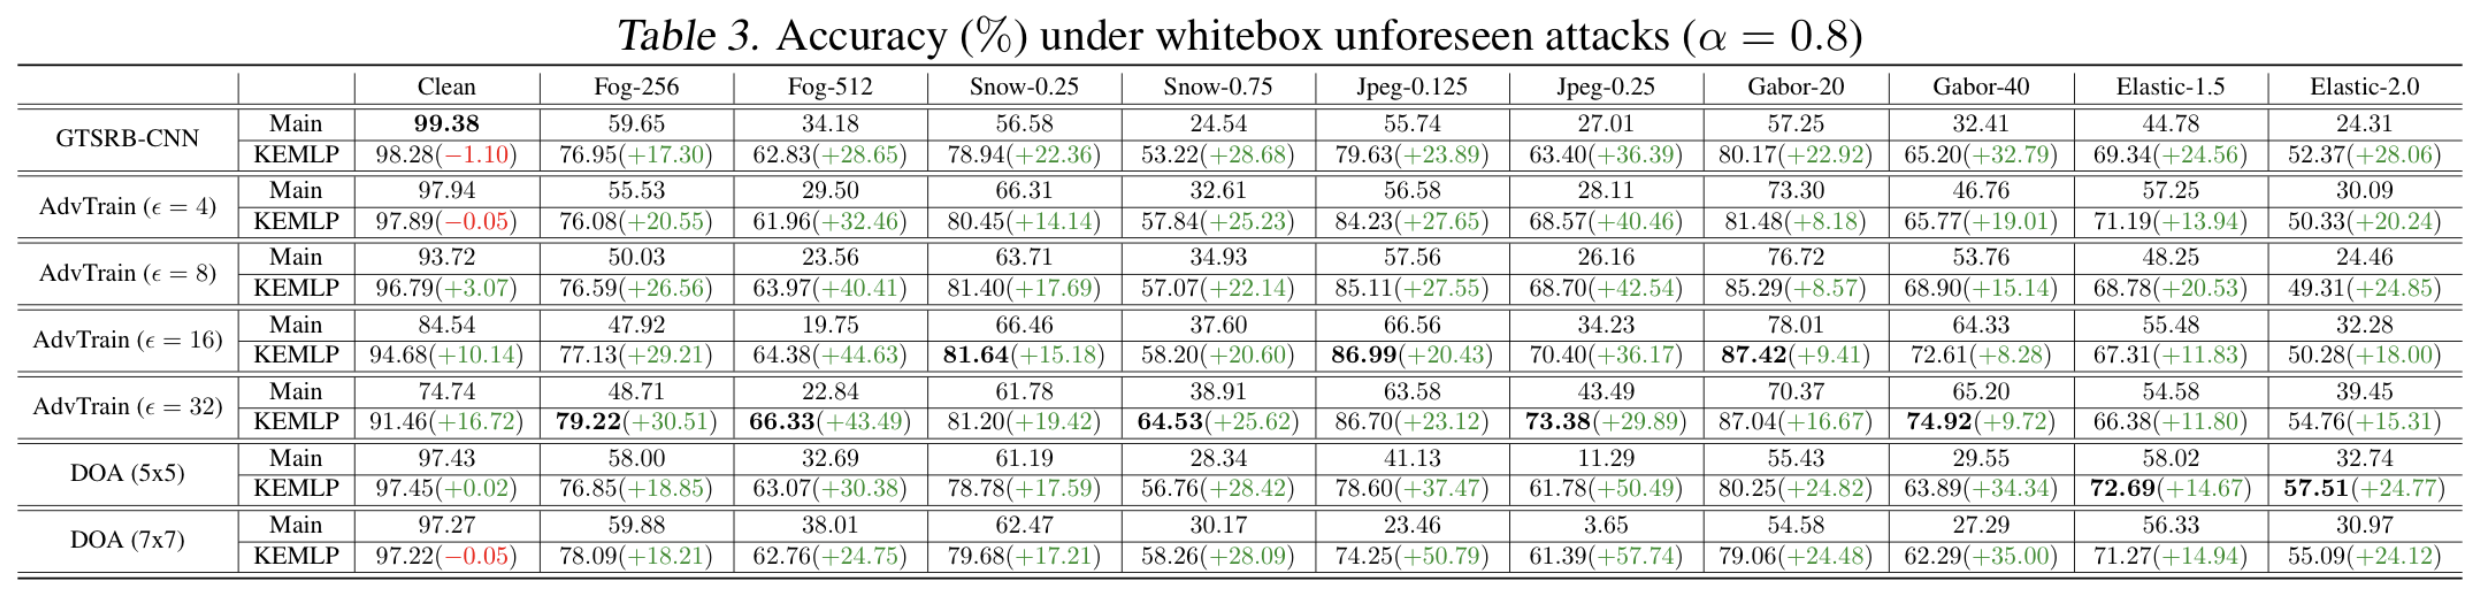 Table 3. Accuracy (%) under whitebox unforeseen attacks (α = 0.8)
Clean Fog-256 Fog-512 Snow-0.25 Snow-0.75 Jpeg-0.125 Jpeg-0.25 Gabor-20 Gabor-40 Elastic-1.5 Elastic-2.0
GTSRB-CNN Main 99.38 59.65 34.18 56.58 24.54 55.74 27.01 57.25 32.41 44.78 24.31
KEMLP 98.28(−1.10) 76.95(+17.30) 62.83(+28.65) 78.94(+22.36) 53.22(+28.68) 79.63(+23.89) 63.40(+36.39) 80.17(+22.92) 65.20(+32.79) 69.34(+24.56) 52.37(+28.06)
AdvTrain (ϵ = 4) Main 97.94 55.53 29.50 66.31 32.61 56.58 28.11 73.30 46.76 57.25 30.09
KEMLP 97.89(−0.05) 76.08(+20.55) 61.96(+32.46) 80.45(+14.14) 57.84(+25.23) 84.23(+27.65) 68.57(+40.46) 81.48(+8.18) 65.77(+19.01) 71.19(+13.94) 50.33(+20.24)
AdvTrain (ϵ = 8) Main 93.72 50.03 23.56 63.71 34.93 57.56 26.16 76.72 53.76 48.25 24.46
KEMLP 96.79(+3.07) 76.59(+26.56) 63.97(+40.41) 81.40(+17.69) 57.07(+22.14) 85.11(+27.55) 68.70(+42.54) 85.29(+8.57) 68.90(+15.14) 68.78(+20.53) 49.31(+24.85)
AdvTrain (ϵ = 16) Main 84.54 47.92 19.75 66.46 37.60 66.56 34.23 78.01 64.33 55.48 32.28
KEMLP 94.68(+10.14) 77.13(+29.21) 64.38(+44.63) 81.64(+15.18) 58.20(+20.60) 86.99(+20.43) 70.40(+36.17) 87.42(+9.41) 72.61(+8.28) 67.31(+11.83) 50.28(+18.00)
AdvTrain (ϵ = 32) Main 74.74 48.71 22.84 61.78 38.91 63.58 43.49 70.37 65.20 54.58 39.45
KEMLP 91.46(+16.72) 79.22(+30.51) 66.33(+43.49) 81.20(+19.42) 64.53(+25.62) 86.70(+23.12) 73.38(+29.89) 87.04(+16.67) 74.92(+9.72) 66.38(+11.80) 54.76(+15.31)
DOA (5x5) Main 97.43 58.00 32.69 61.19 28.34 41.13 11.29 55.43 29.55 58.02 32.74
KEMLP 97.45(+0.02) 76.85(+18.85) 63.07(+30.38) 78.78(+17.59) 56.76(+28.42) 78.60(+37.47) 61.78(+50.49) 80.25(+24.82) 63.89(+34.34) 72.69(+14.67) 57.51(+24.77)
DOA (7x7) Main 97.27 59.88 38.01 62.47 30.17 23.46 3.65 54.58 27.29 56.33 30.97
KEMLP 97.22(−0.05) 78.09(+18.21) 62.76(+24.75) 79.68(+17.21) 58.26(+28.09) 74.25(+50.79) 61.39(+57.74) 79.06(+24.48) 62.29(+35.00) 71.27(+14.94) 55.09(+24.12)